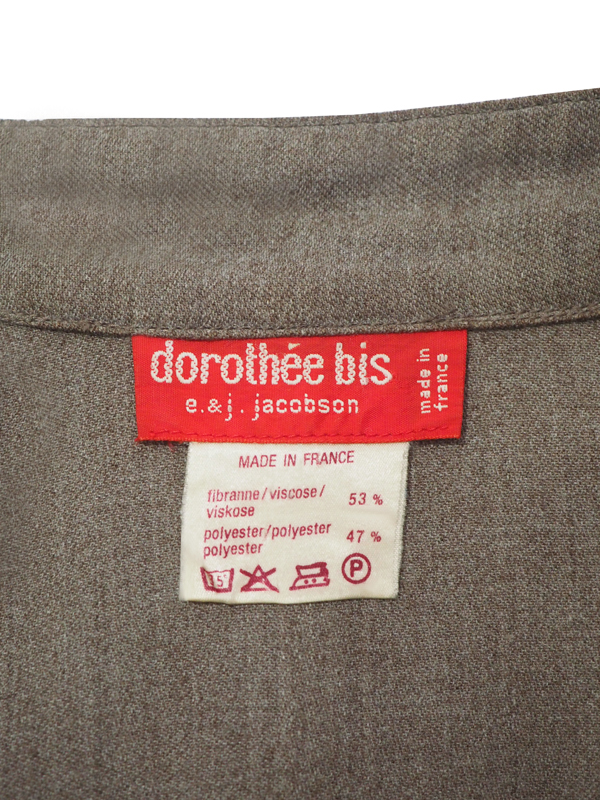 dorothée bis
e.&j. jacobson
made in
france
MADE IN FRANCE
fibranne/viscose/
viskose
53 %
polyester/polyester
polyester
47 %
P